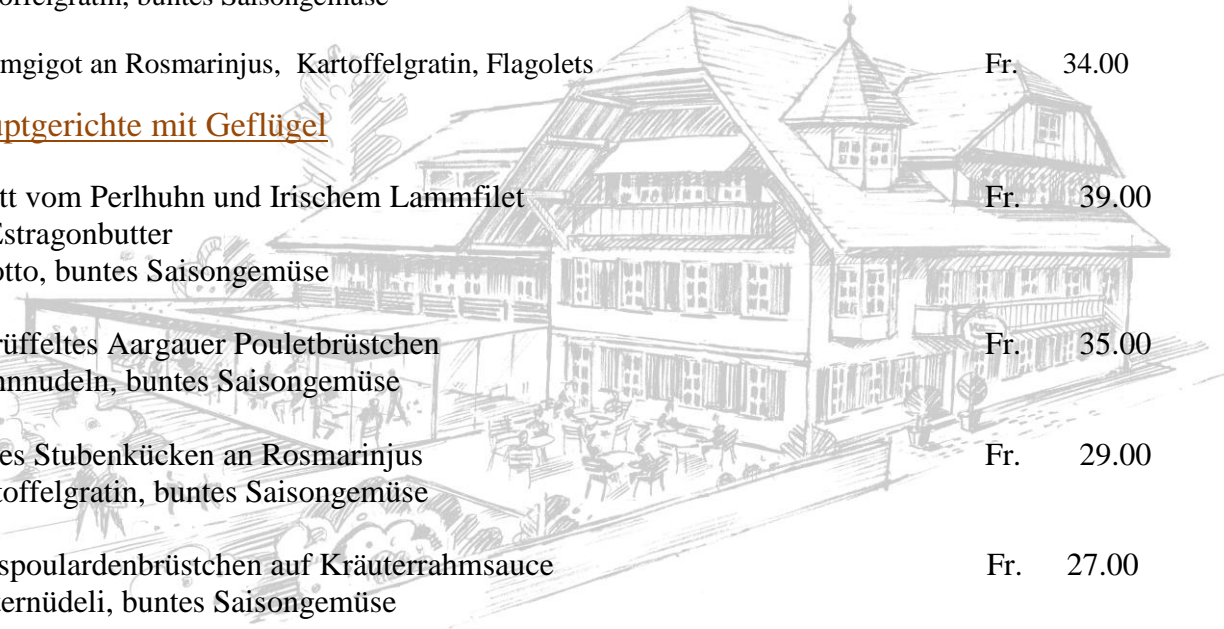 offelgratin, buntes Saisongemüse
mgigot an Rosmarinjus, Kartoffelgratin, Flagolets Fr. 34.00
uptgerichte mit Geflügel
tt vom Perlhuhn und Irischem Lammfilet Fr. 39.00
Estragonbutter
otto, buntes Saisongemüse
rüffeltes Aargauer Pouletbrüstchen Fr. 35.00
nnudeln, buntes Saisongemüse
es Stubenkücken an Rosmarinjus Fr. 29.00
toffelgratin, buntes Saisongemüse
spoulardenbrüstchen auf Kräuterrahmsauce Fr. 27.00
ternüdeli, buntes Saisongemüse